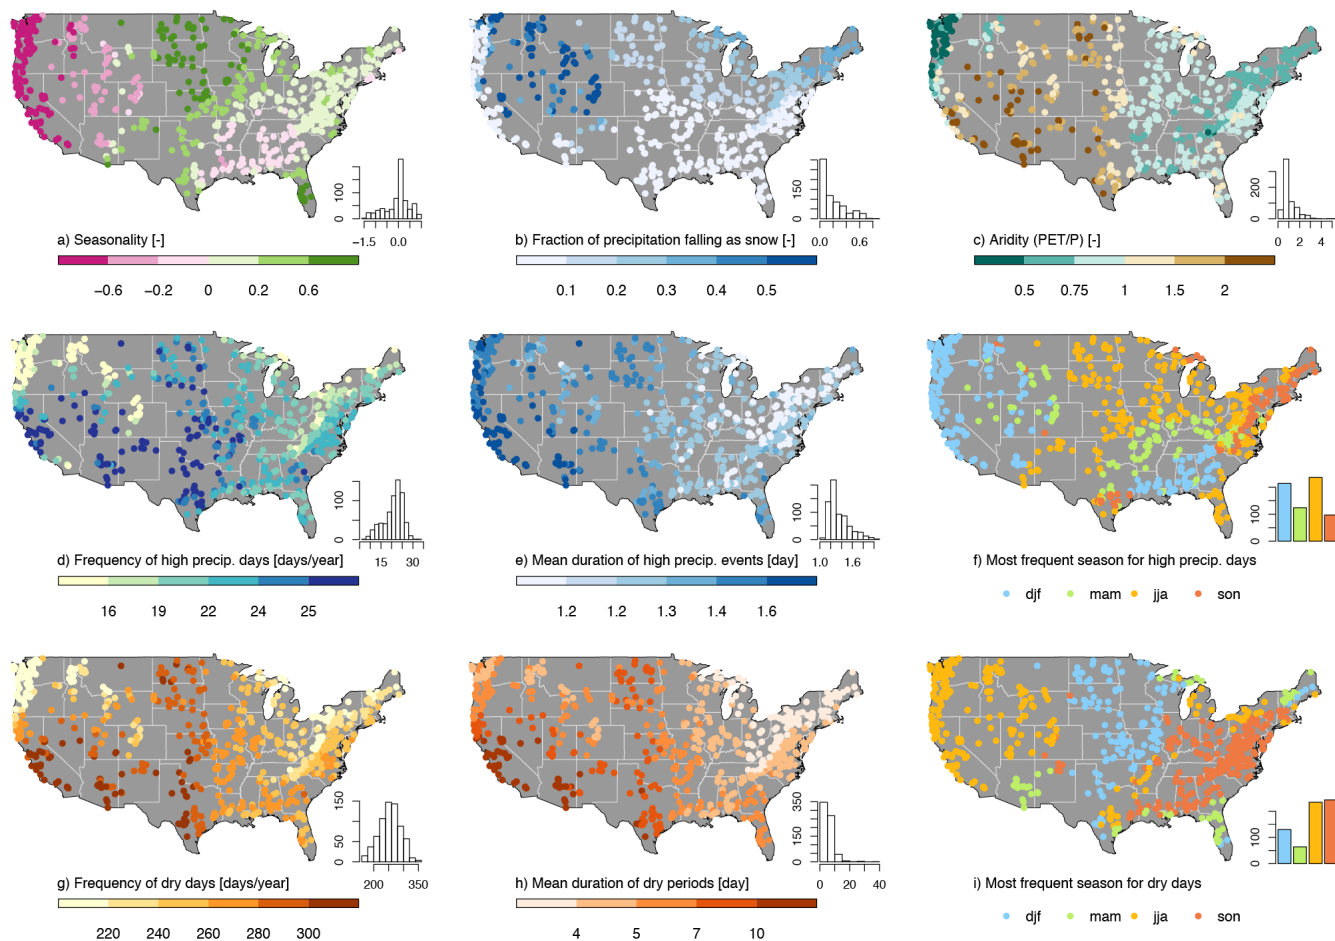 100
0
−1.5 0.0
a) Seasonality [-]
−0.6 −0.2 0 0.2 0.6
150
0
0.0 0.6
b) Fraction of precipitation falling as snow [-]
0.1 0.2 0.3 0.4 0.5
200
0
0 2 4
c) Aridity (PET/P) [-]
0.5 0.75 1 1.5 2
100
0
15 30
d) Frequency of high precip. days [days/year]
16 19 22 24 25
100
0
1.0 1.6
e) Mean duration of high precip. events [day]
1.2 1.2 1.3 1.4 1.6
100
0
f) Most frequent season for high precip. days
djf mam jja son
150
50
0
200 350
g) Frequency of dry days [days/year]
220 240 260 280 300
350
150
0
0 20 40
h) Mean duration of dry periods [day]
4 5 7 10
100
0
i) Most frequent season for dry days
djf mam jja son